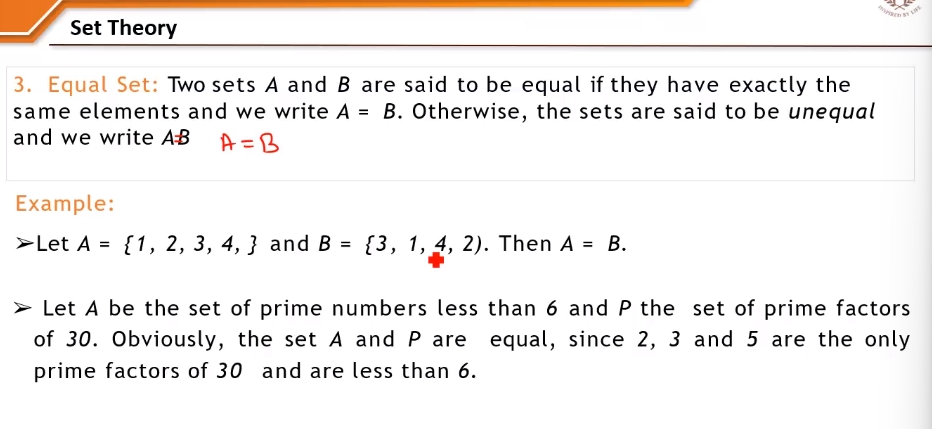 INSPIRED BY LIFE
Set Theory
3. Equal Set: Two sets A and B are said to be equal if they have exactly the
same elements and we write A = B. Otherwise, the sets are said to be unequal
and we write A≠B A=B
Example:
➢Let A = {1, 2, 3, 4, } and B = {3, 1, 4, 2). Then A = B.
➢ Let A be the set of prime numbers less than 6 and P the set of prime factors
of 30. Obviously, the set A and P are equal, since 2, 3 and 5 are the only
prime factors of 30 and are less than 6.